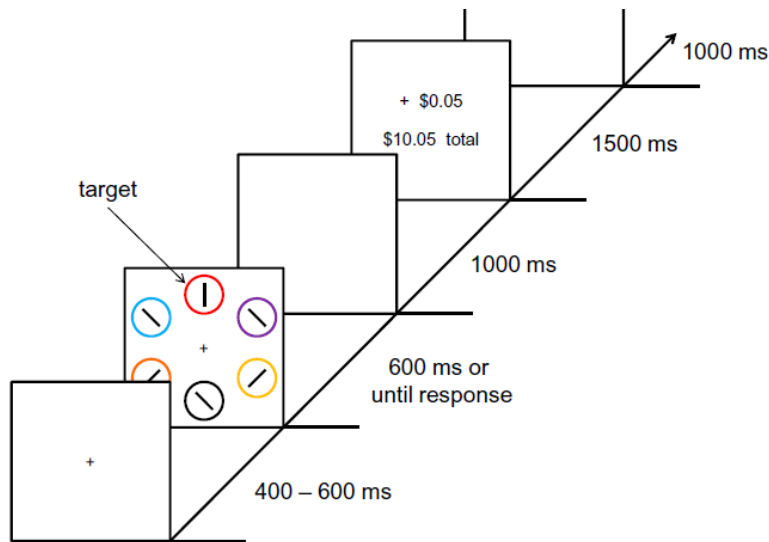 1000 ms
+ $0.05
$10.05 total
1500 ms
target
1000 ms
+
600 ms or
until response
+
400 – 600 ms